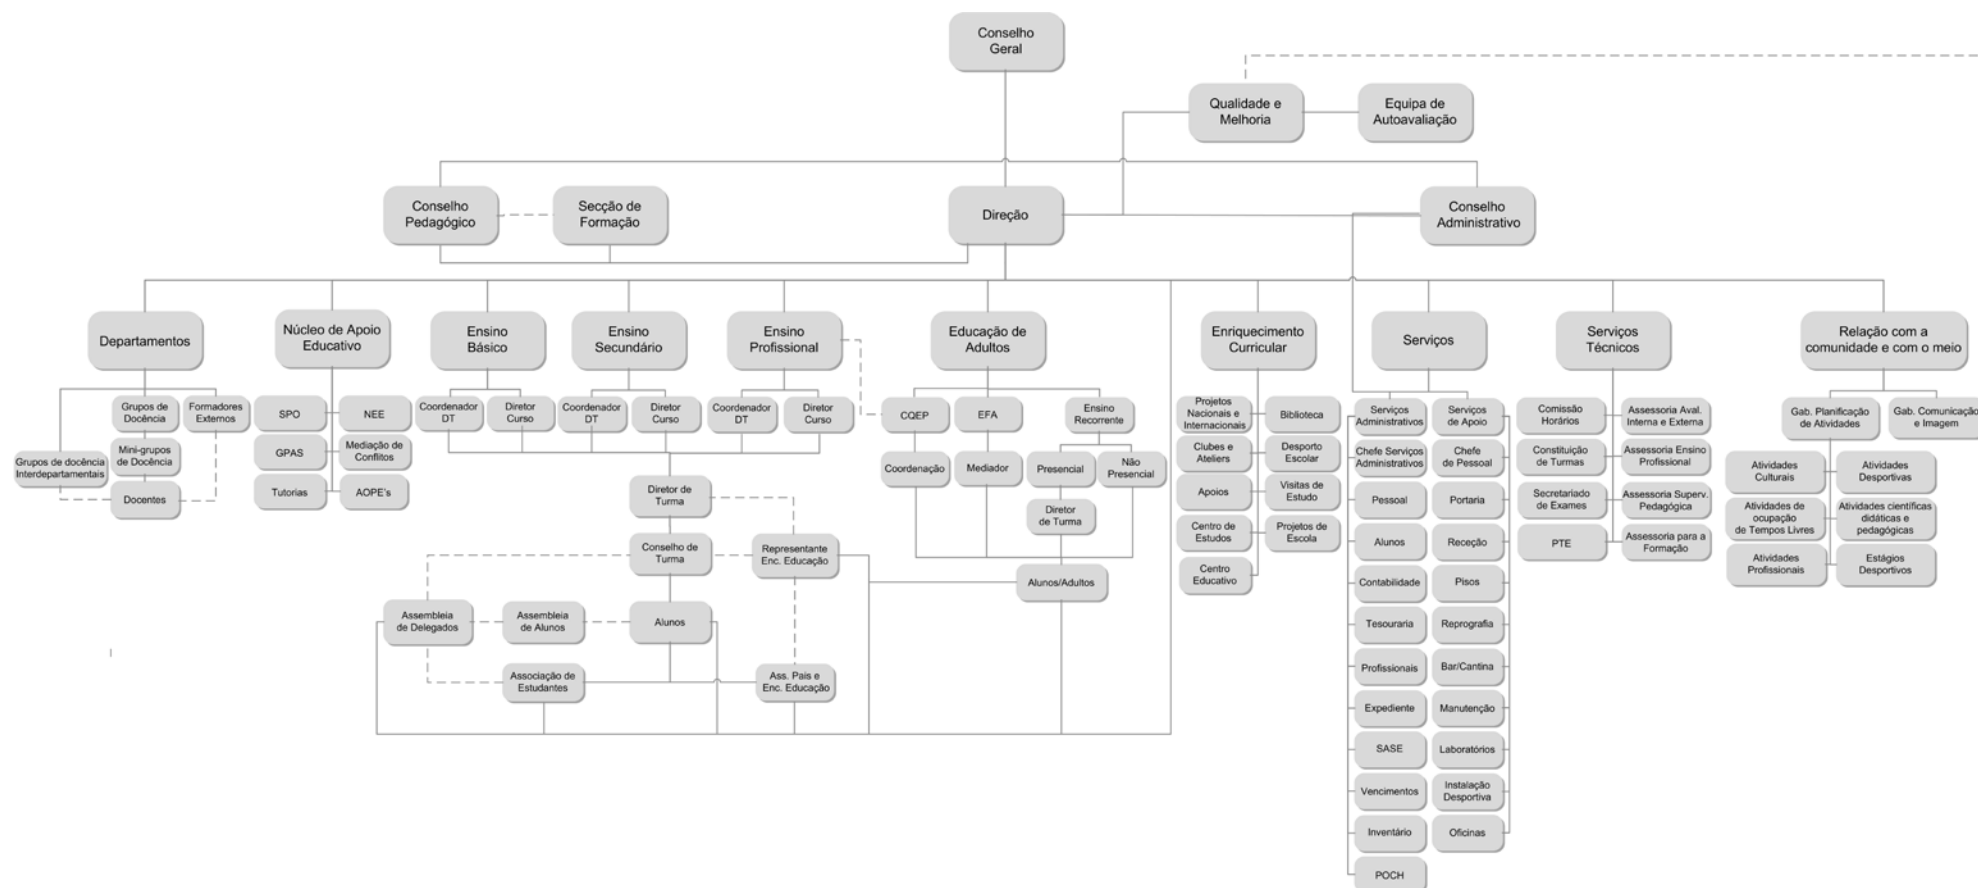 Conselho
Geral
Qualidade e
Melhoria
Equipa de
Autoavaliação
Conselho
Pedagógico
Secção de
Formação
Direção
Conselho
Administrativo
Departamentos
Núcleo de Apoio
Educativo
Ensino
Básico
Ensino
Secundário
Ensino
Profissional
Educação de
Adultos
Enriquecimento
Curricular
Serviços
Serviços
Técnicos
Relação com a
comunidade e com o meio
Grupos de
Docência
Formadores
Externos
Mini-grupos
de Docência
Grupos de docência
Interdepartamentais
Docentes
SPO
NEE
GPAS
Mediação de
Conflitos
Tutorias
AOPE's
Coordenador
DT
Diretor
Curso
Coordenador
DT
Diretor
Curso
Coordenador
DT
Diretor
Curso
Diretor de
Turma
Conselho de
Turma
Representante
Enc. Educação
Assembleia
de Delegados
Assembleia
de Alunos
Alunos
Associação de
Estudantes
Ass. Pais e
Enc. Educação
CQEP
EFA
Ensino
Recorrente
Coordenação
Mediador
Presencial
Não
Presencial
Diretor
de Turma
Alunos/Adultos
Projetos
Nacionais e
Internacionais
Biblioteca
Clubes e
Ateliers
Desporto
Escolar
Apoios
Visitas de
Estudo
Centro de
Estudos
Projetos de
Escola
Centro
Educativo
Serviços
Administrativos
Serviços
de Apoio
Chefe Serviços
Administrativos
Chefe
de Pessoal
Pessoal
Portaria
Alunos
Receção
Contabilidade
Pisos
Tesouraria
Reprografia
Profissionais
Bar/Cantina
Expediente
Manutenção
SASE
Laboratórios
Vencimentos
Instalação
Desportiva
Inventário
Oficinas
POCH
Comissão
Horários
Assessoria Aval.
Interna e Externa
Constituição
de Turmas
Assessoria Ensino
Profissional
Secretariado
de Exames
Assessoria Superv.
Pedagógica
PTE
Assessoria para a
Formação
Gab. Planificação
de Atividades
Gab. Comunicação
e Imagem
Atividades
Culturais
Atividades
Desportivas
Atividades de
ocupação
de Tempos Livres
Atividades científicas
didáticas e
pedagógicas
Atividades
Profissionais
Estágios
Desportivos